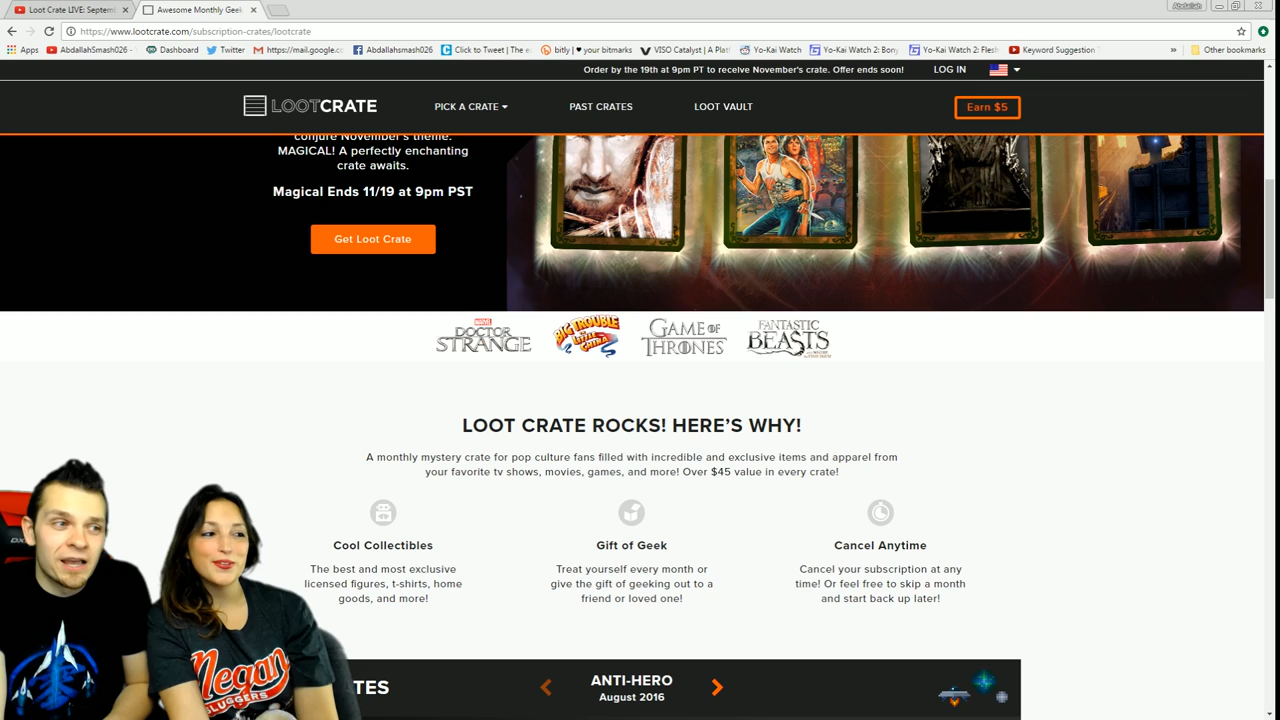 Loot Crate LIVE: Septemb
Awesome Monthly Geek
Abdallah
https://www.lootcrate.com/subscription-crates/lootcrate
Apps
AbdallahSmash026 -
Dashboard
Twitter
https://mail.google.co
Abdallahsmash026
Click to Tweet | The e
bitly | ♥ your bitmarks
VISO Catalyst | A Plat
Yo-Kai Watch
Yo-Kai Watch 2: Bony
Yo-Kai Watch 2: Flesh
Keyword Suggestion
»
Other bookmarks
Order by the 19th at 9pm PT to receive November's crate. Offer ends soon!
LOG IN
LOOTCRATE
PICK A CRATE
PAST CRATES
LOOT VAULT
Earn $5
conjure November's theme:
MAGICAL! A perfectly enchanting
crate awaits.
Magical Ends 11/19 at 9pm PST
Get Loot Crate
MARVEL
DOCTOR
STRANGE
BIG TROUBLE
IN
LITTLE
CHINA
GAME OF
THRONES
FANTASTIC
BEASTS
LOOT CRATE ROCKS! HERE'S WHY!
A monthly mystery crate for pop culture fans filled with incredible and exclusive items and apparel from
your favorite tv shows, movies, games, and more! Over $45 value in every crate!
Cool Collectibles
The best and most exclusive
licensed figures, t-shirts, home
goods, and more!
Gift of Geek
Treat yourself every month or
give the gift of geeking out to a
friend or loved one!
Cancel Anytime
Cancel your subscription at any
time! Or feel free to skip a month
and start back up later!
DX
Negan
SLUGGERS
TES
ANTI-HERO
August 2016